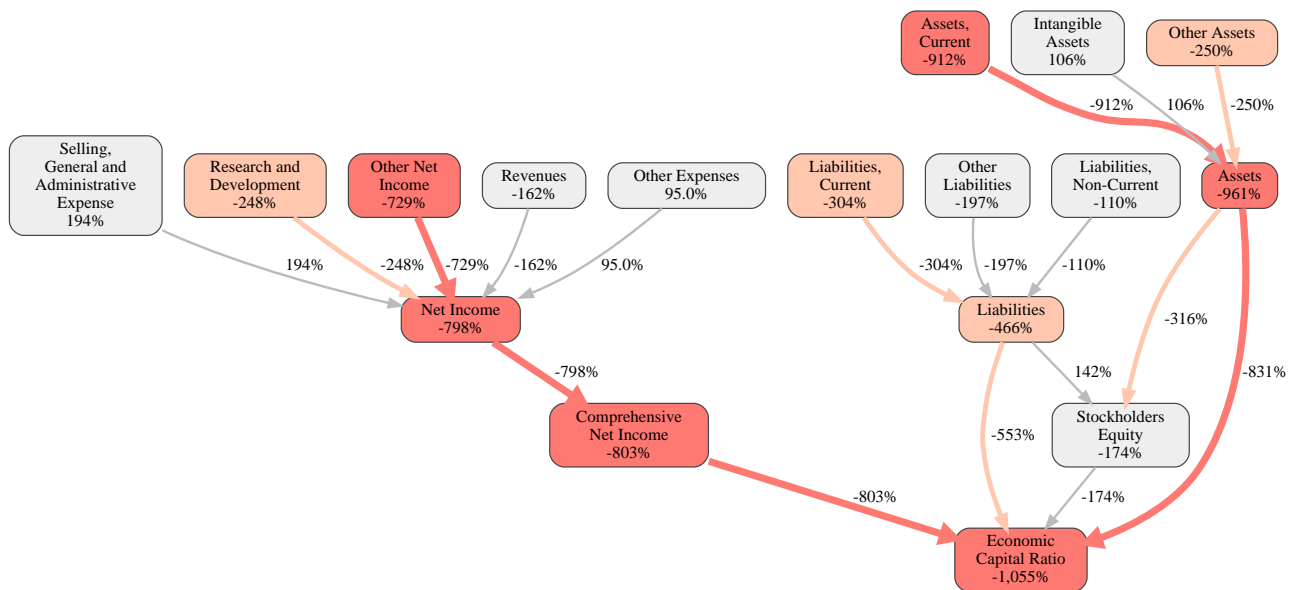 Assets,
Current
-912%
Intangible
Assets
106%
Other Assets
-250%
-912%
106%
-250%
Selling,
General and
Administrative
Expense
194%
Research and
Development
-248%
Other Net
Income
-729%
Revenues
-162%
Other Expenses
95.0%
Liabilities,
Current
-304%
Other
Liabilities
-197%
Liabilities,
Non-Current
-110%
Assets
-961%
194%
-248%
-729%
-162%
95.0%
-304%
-197%
-110%
Net Income
-798%
Liabilities
-466%
-316%
-798%
142%
-831%
Comprehensive
Net Income
-803%
-553%
Stockholders
Equity
-174%
-803%
-174%
Economic
Capital Ratio
-1,055%